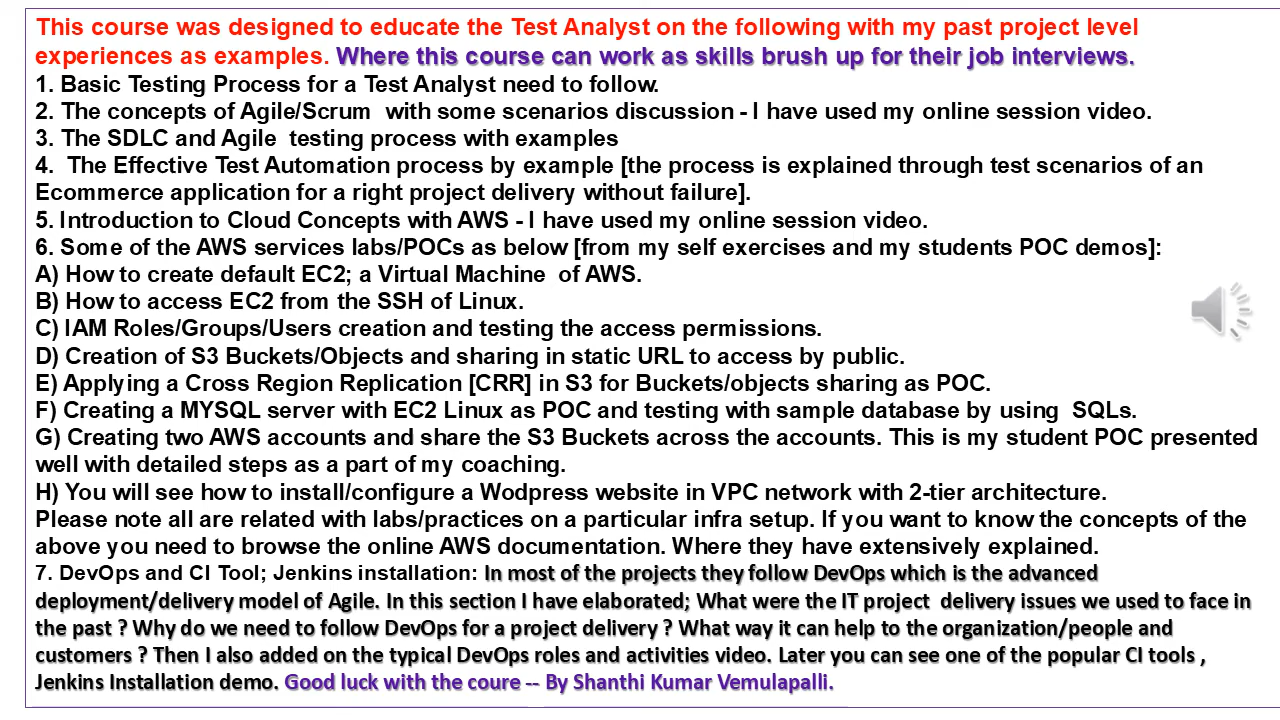 This course was designed to educate the Test Analyst on the following with my past project level
experiences as examples. Where this course can work as skills brush up for their job interviews.
1. Basic Testing Process for a Test Analyst need to follow.
2. The concepts of Agile/Scrum  with some scenarios discussion - I have used my online session video.
3. The SDLC and Agile  testing process with examples
4.  The Effective Test Automation process by example [the process is explained through test scenarios of an
Ecommerce application for a right project delivery without failure].
5. Introduction to Cloud Concepts with AWS - I have used my online session video.
6. Some of the AWS services labs/POCs as below [from my self exercises and my students POC demos]:
A) How to create default EC2; a Virtual Machine  of AWS.
B) How to access EC2 from the SSH of Linux.
C) IAM Roles/Groups/Users creation and testing the access permissions.
D) Creation of S3 Buckets/Objects and sharing in static URL to access by public.
E) Applying a Cross Region Replication [CRR] in S3 for Buckets/objects sharing as POC.
F) Creating a MYSQL server with EC2 Linux as POC and testing with sample database by using  SQLs.
G) Creating two AWS accounts and share the S3 Buckets across the accounts. This is my student POC presented
well with detailed steps as a part of my coaching.
H) You will see how to install/configure a Wodpress website in VPC network with 2-tier architecture.
Please note all are related with labs/practices on a particular infra setup. If you want to know the concepts of the
above you need to browse the online AWS documentation. Where they have extensively explained.
7. DevOps and CI Tool; Jenkins installation: In most of the projects they follow DevOps which is the advanced
deployment/delivery model of Agile. In this section I have elaborated; What were the IT project  delivery issues we used to face in
the past ? Why do we need to follow DevOps for a project delivery ? What way it can help to the organization/people and
customers ? Then I also added on the typical DevOps roles and activities video. Later you can see one of the popular CI tools ,
Jenkins Installation demo. Good luck with the coure -- By Shanthi Kumar Vemulapalli.